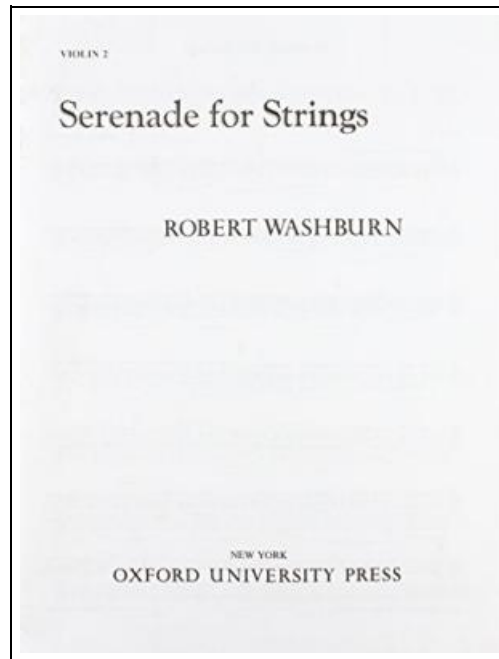 VIOLIN 2
Serenade for Strings
ROBERT WASHBURN
NEW YORK
OXFORD UNIVERSITY PRESS